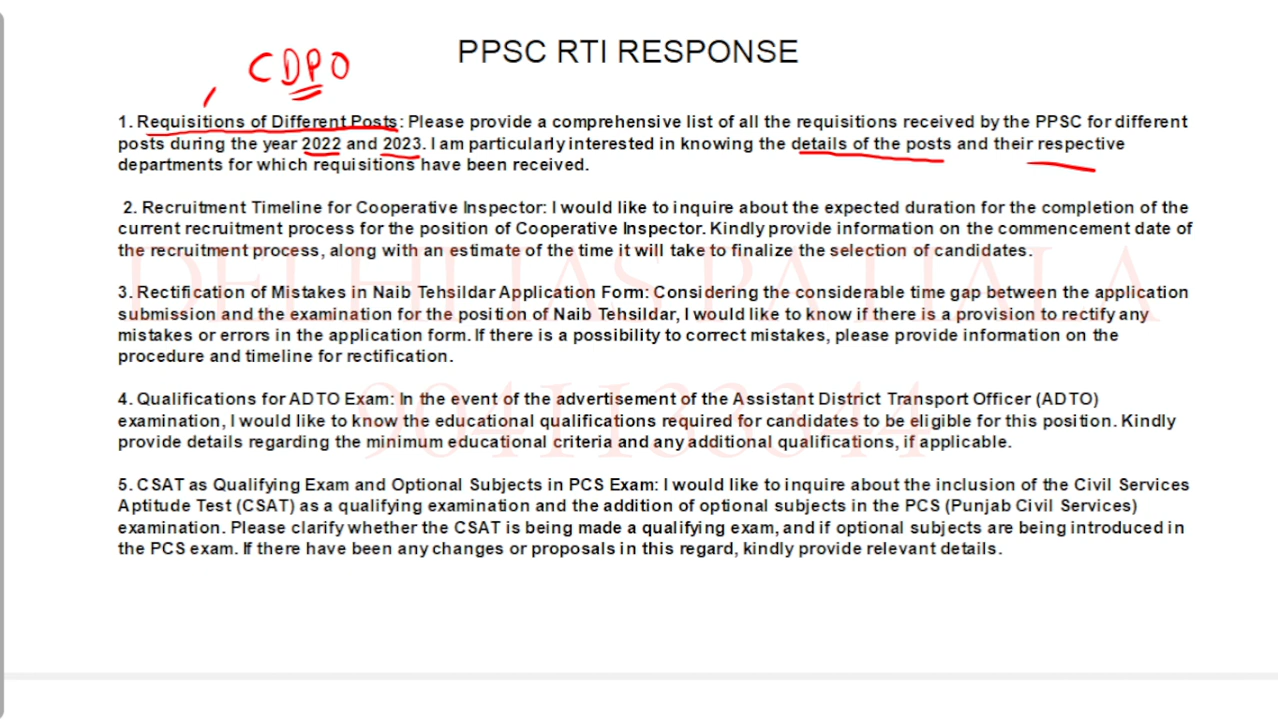 PPSC RTI RESPONSE
CDPO
1. Requisitions of Different Posts: Please provide a comprehensive list of all the requisitions received by the PPSC for different
posts during the year 2022 and 2023. I am particularly interested in knowing the details of the posts and their respective
departments for which requisitions have been received.
2. Recruitment Timeline for Cooperative Inspector: I would like to inquire about the expected duration for the completion of the
current recruitment process for the position of Cooperative Inspector. Kindly provide information on the commencement date of
the recruitment process, along with an estimate of the time it will take to finalize the selection of candidates.
DELHI IAS PATIALA
3. Rectification of Mistakes in Naib Tehsildar Application Form: Considering the considerable time gap between the application
submission and the examination for the position of Naib Tehsildar, I would like to know if there is a provision to rectify any
mistakes or errors in the application form. If there is a possibility to correct mistakes, please provide information on the
procedure and timeline for rectification.
4. Qualifications for ADTO Exam: In the event of the advertisement of the Assistant District Transport Officer (ADTO)
examination, I would like to know the educational qualifications required for candidates to be eligible for this position. Kindly
provide details regarding the minimum educational criteria and any additional qualifications, if applicable.
5. CSAT as Qualifying Exam and Optional Subjects in PCS Exam: I would like to inquire about the inclusion of the Civil Services
Aptitude Test (CSAT) as a qualifying examination and the addition of optional subjects in the PCS (Punjab Civil Services)
examination. Please clarify whether the CSAT is being made a qualifying exam, and if optional subjects are being introduced in
the PCS exam. If there have been any changes or proposals in this regard, kindly provide relevant details.